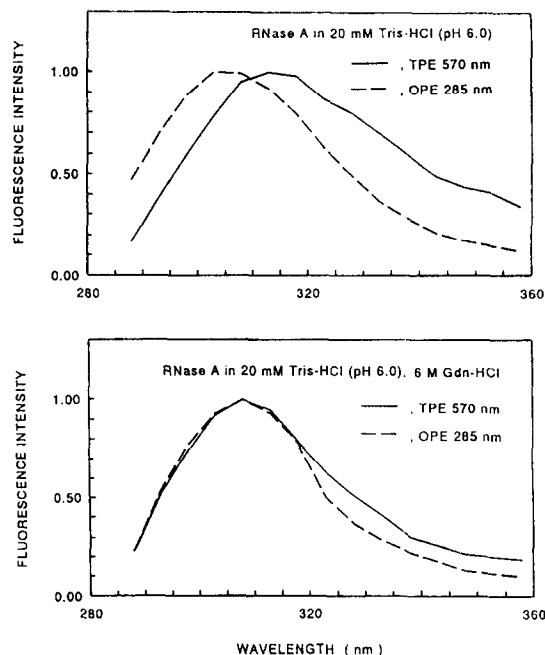 RNase A in 20 mM Tris-HCl (pH 6.0)
, TPE 570 nm
, OPE 285 nm
FLUORESCENCE INTENSITY
1.00
0.50
0.00
280
320
360
RNase A in 20 mM Tris-HCl (pH 6.0). 6 M Gdn-HCl
, TPE 570 nm
, OPE 285 nm
FLUORESCENCE INTENSITY
1.00
0.50
0.00
280
320
360
WAVELENGTH ( nm )